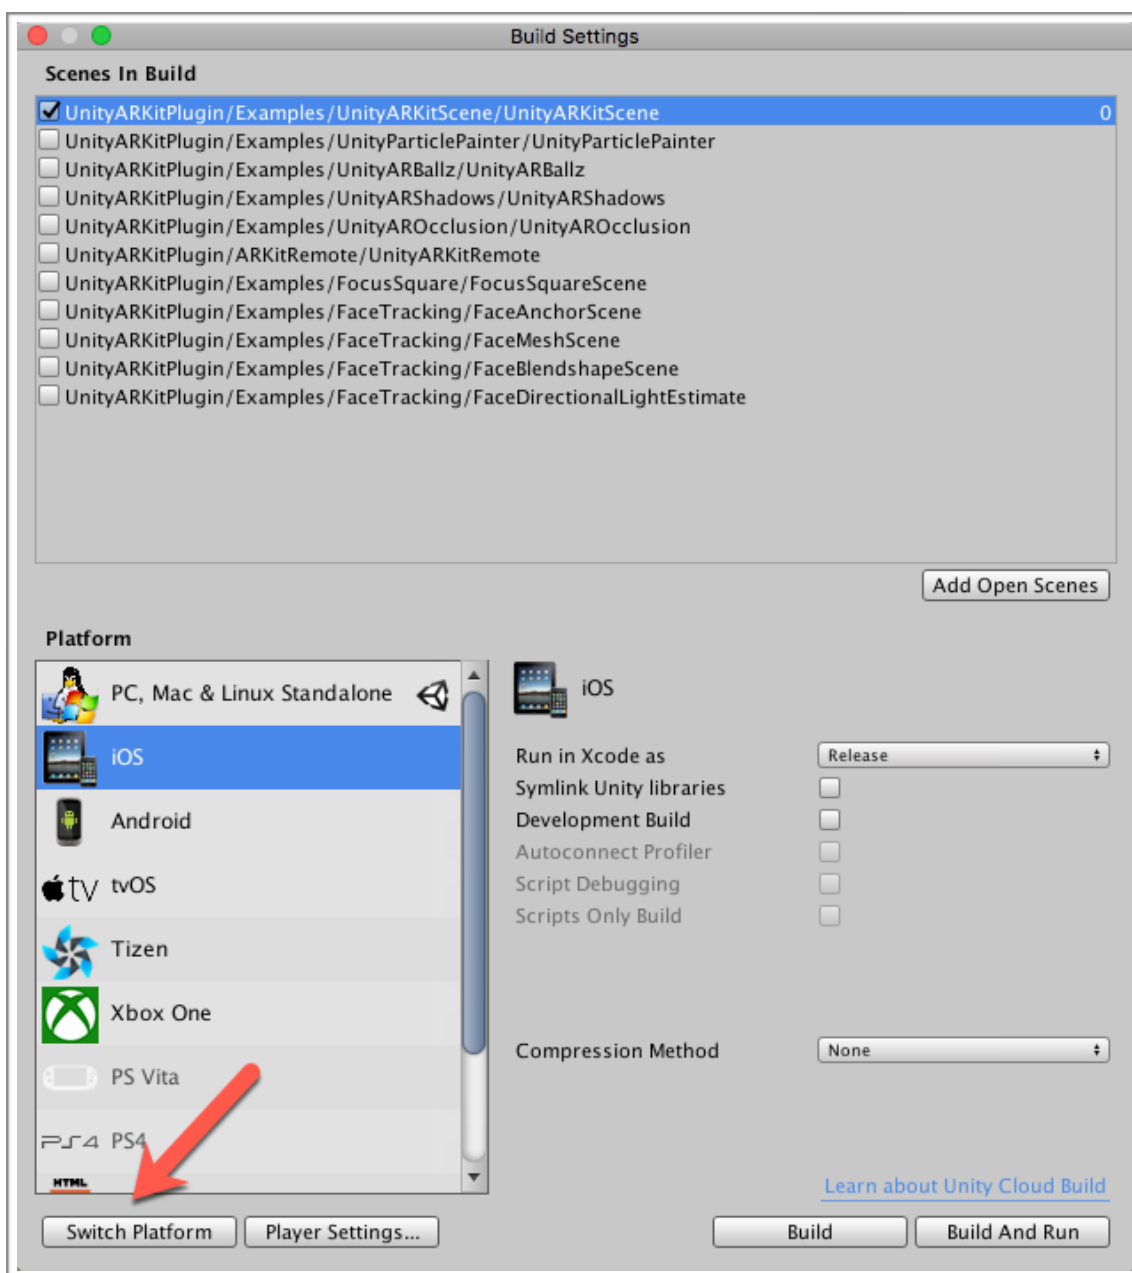 Build Settings
Scenes In Build
UnityARKitPlugin/Examples/UnityARKitScene/UnityARKitScene 0
UnityARKitPlugin/Examples/UnityParticlePainter/UnityParticlePainter
UnityARKitPlugin/Examples/UnityARBallz/UnityARBallz
UnityARKitPlugin/Examples/UnityARShadows/UnityARShadows
UnityARKitPlugin/Examples/UnityAROcclusion/UnityAROcclusion
UnityARKitPlugin/ARKitRemote/UnityARKitRemote
UnityARKitPlugin/Examples/FocusSquare/FocusSquareScene
UnityARKitPlugin/Examples/FaceTracking/FaceAnchorScene
UnityARKitPlugin/Examples/FaceTracking/FaceMeshScene
UnityARKitPlugin/Examples/FaceTracking/FaceBlendshapeScene
UnityARKitPlugin/Examples/FaceTracking/FaceDirectionalLightEstimate
Add Open Scenes
Platform
PC, Mac & Linux Standalone
iOS
Android
tv tvOS
Tizen
Xbox One
PS Vita
PS4 PS4
HTML
iOS
Run in Xcode as Release
Symlink Unity libraries
Development Build
Autoconnect Profiler
Script Debugging
Scripts Only Build
Compression Method None
Learn about Unity Cloud Build
Switch Platform Player Settings... Build Build And Run